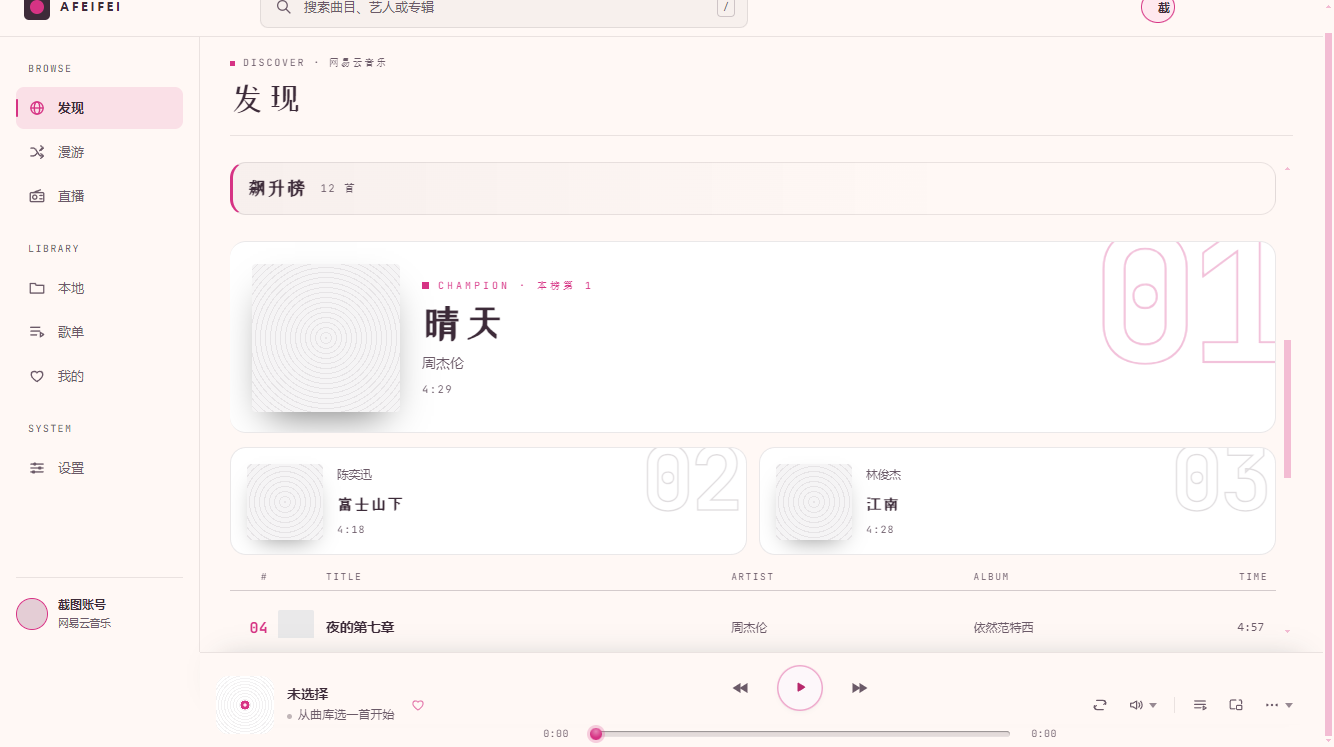 AFEIFEI
搜索曲目、艺人或专辑
/
截
BROWSE
发现
漫游
直播
LIBRARY
本地
歌单
我的
SYSTEM
设置
截图账号
网易云音乐
DISCOVER · 网易云音乐
发现
飙升榜 12 首
CHAMPION · 本榜第 1
晴天
周杰伦
4:29
01
陈奕迅
富士山下
4:18
02
林俊杰
江南
4:28
03
# TITLE ARTIST ALBUM TIME
04 夜的第七章 周杰伦 依然范特西 4:57
未选择
从曲库选一首开始
0:00 0:00